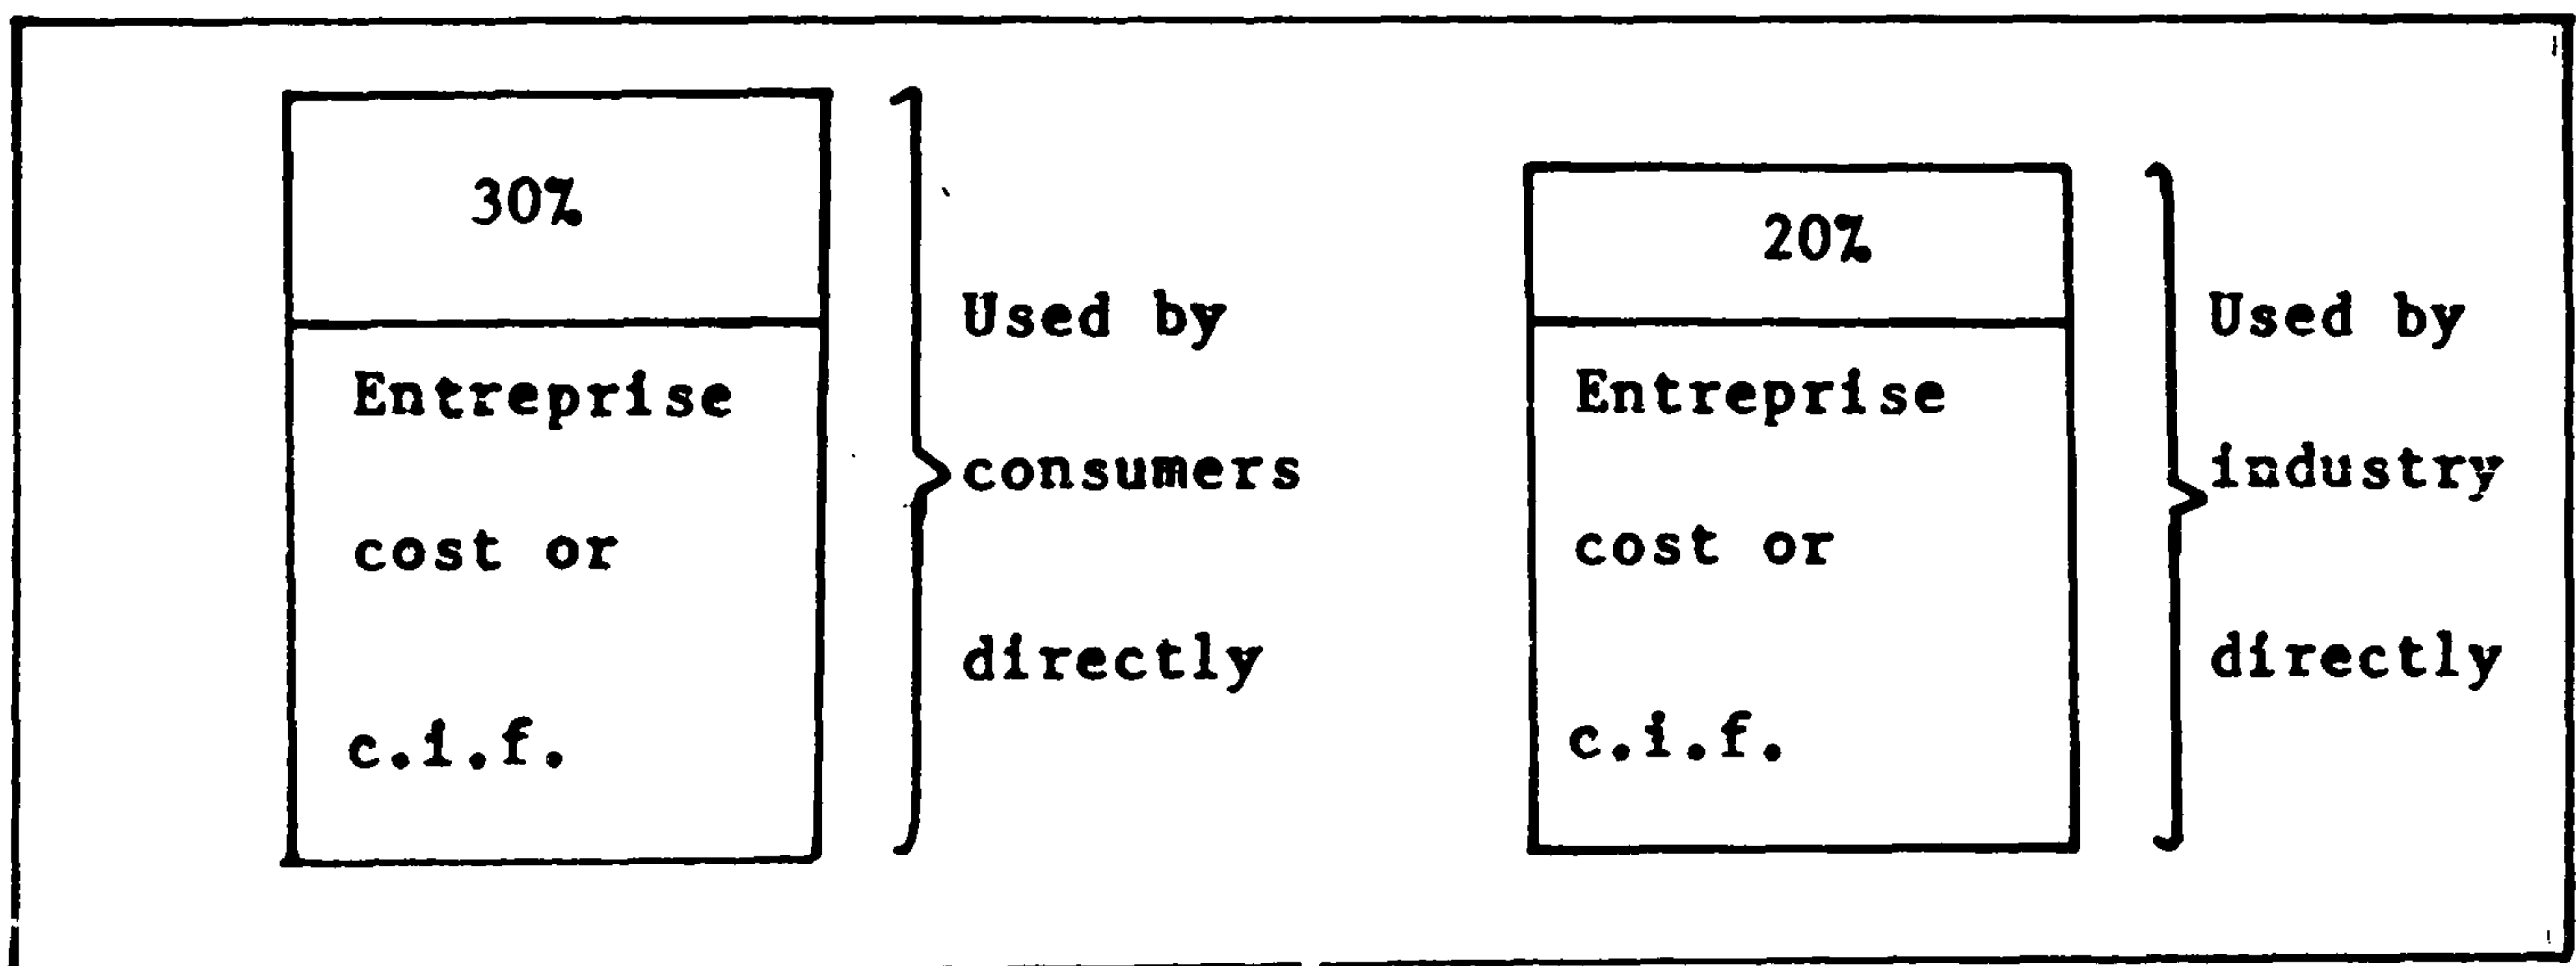 30%
Entreprise
cost or
c.i.f.
Used by
consumers
directly
20%
Entreprise
cost or
c.i.f.
Used by
industry
directly